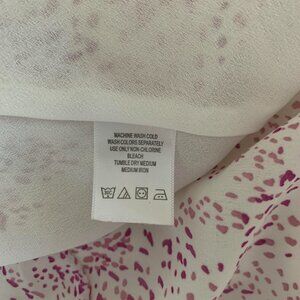 MACHINE WASH COLD
WASH COLORS SEPARATELY
USE ONLY NON-CHLORINE
BLEACH
TUMBLE DRY MEDIUM
MEDIUM IRON